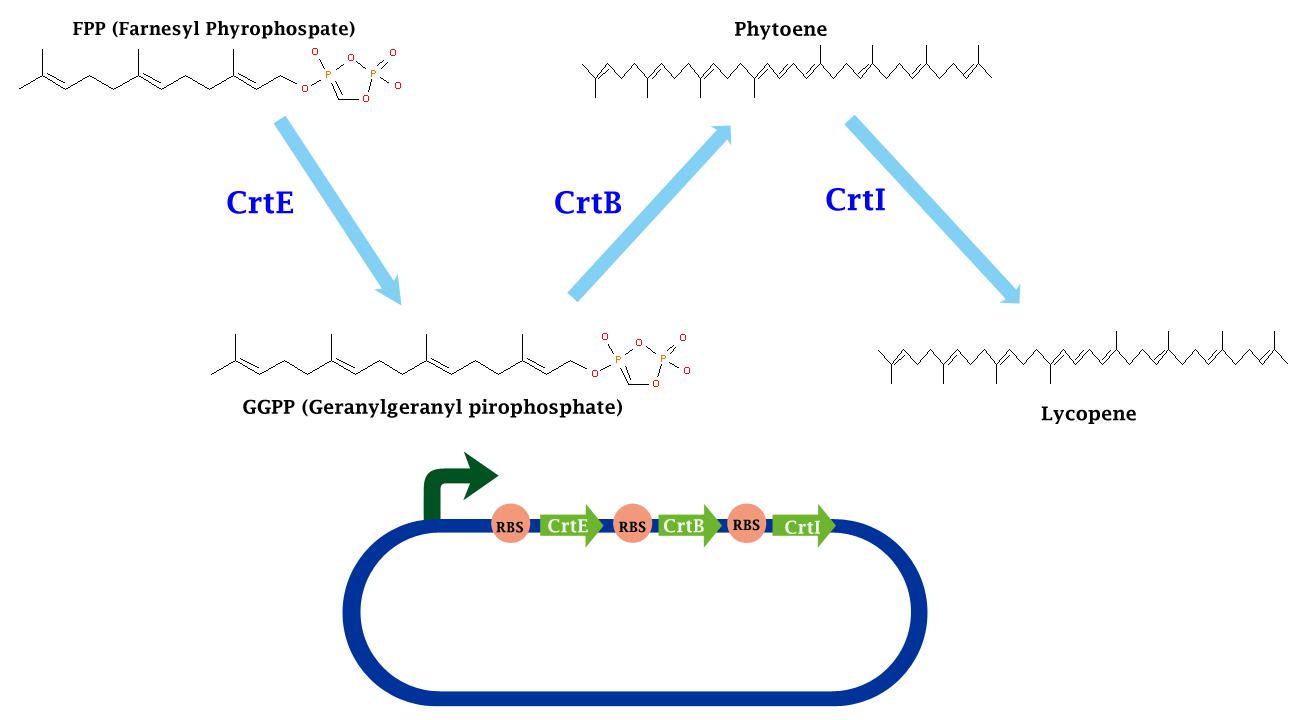 FPP (Farnesyl Phyrophospate)
Phytoene
O
O
O
P
P
O
O
O
CrtE
CrtB
CrtI
O
O
O
P
P
O
O
O
GGPP (Geranylgeranyl pirophosphate)
Lycopene
RBS
CrtE
RBS
CrtB
RBS
CrtI